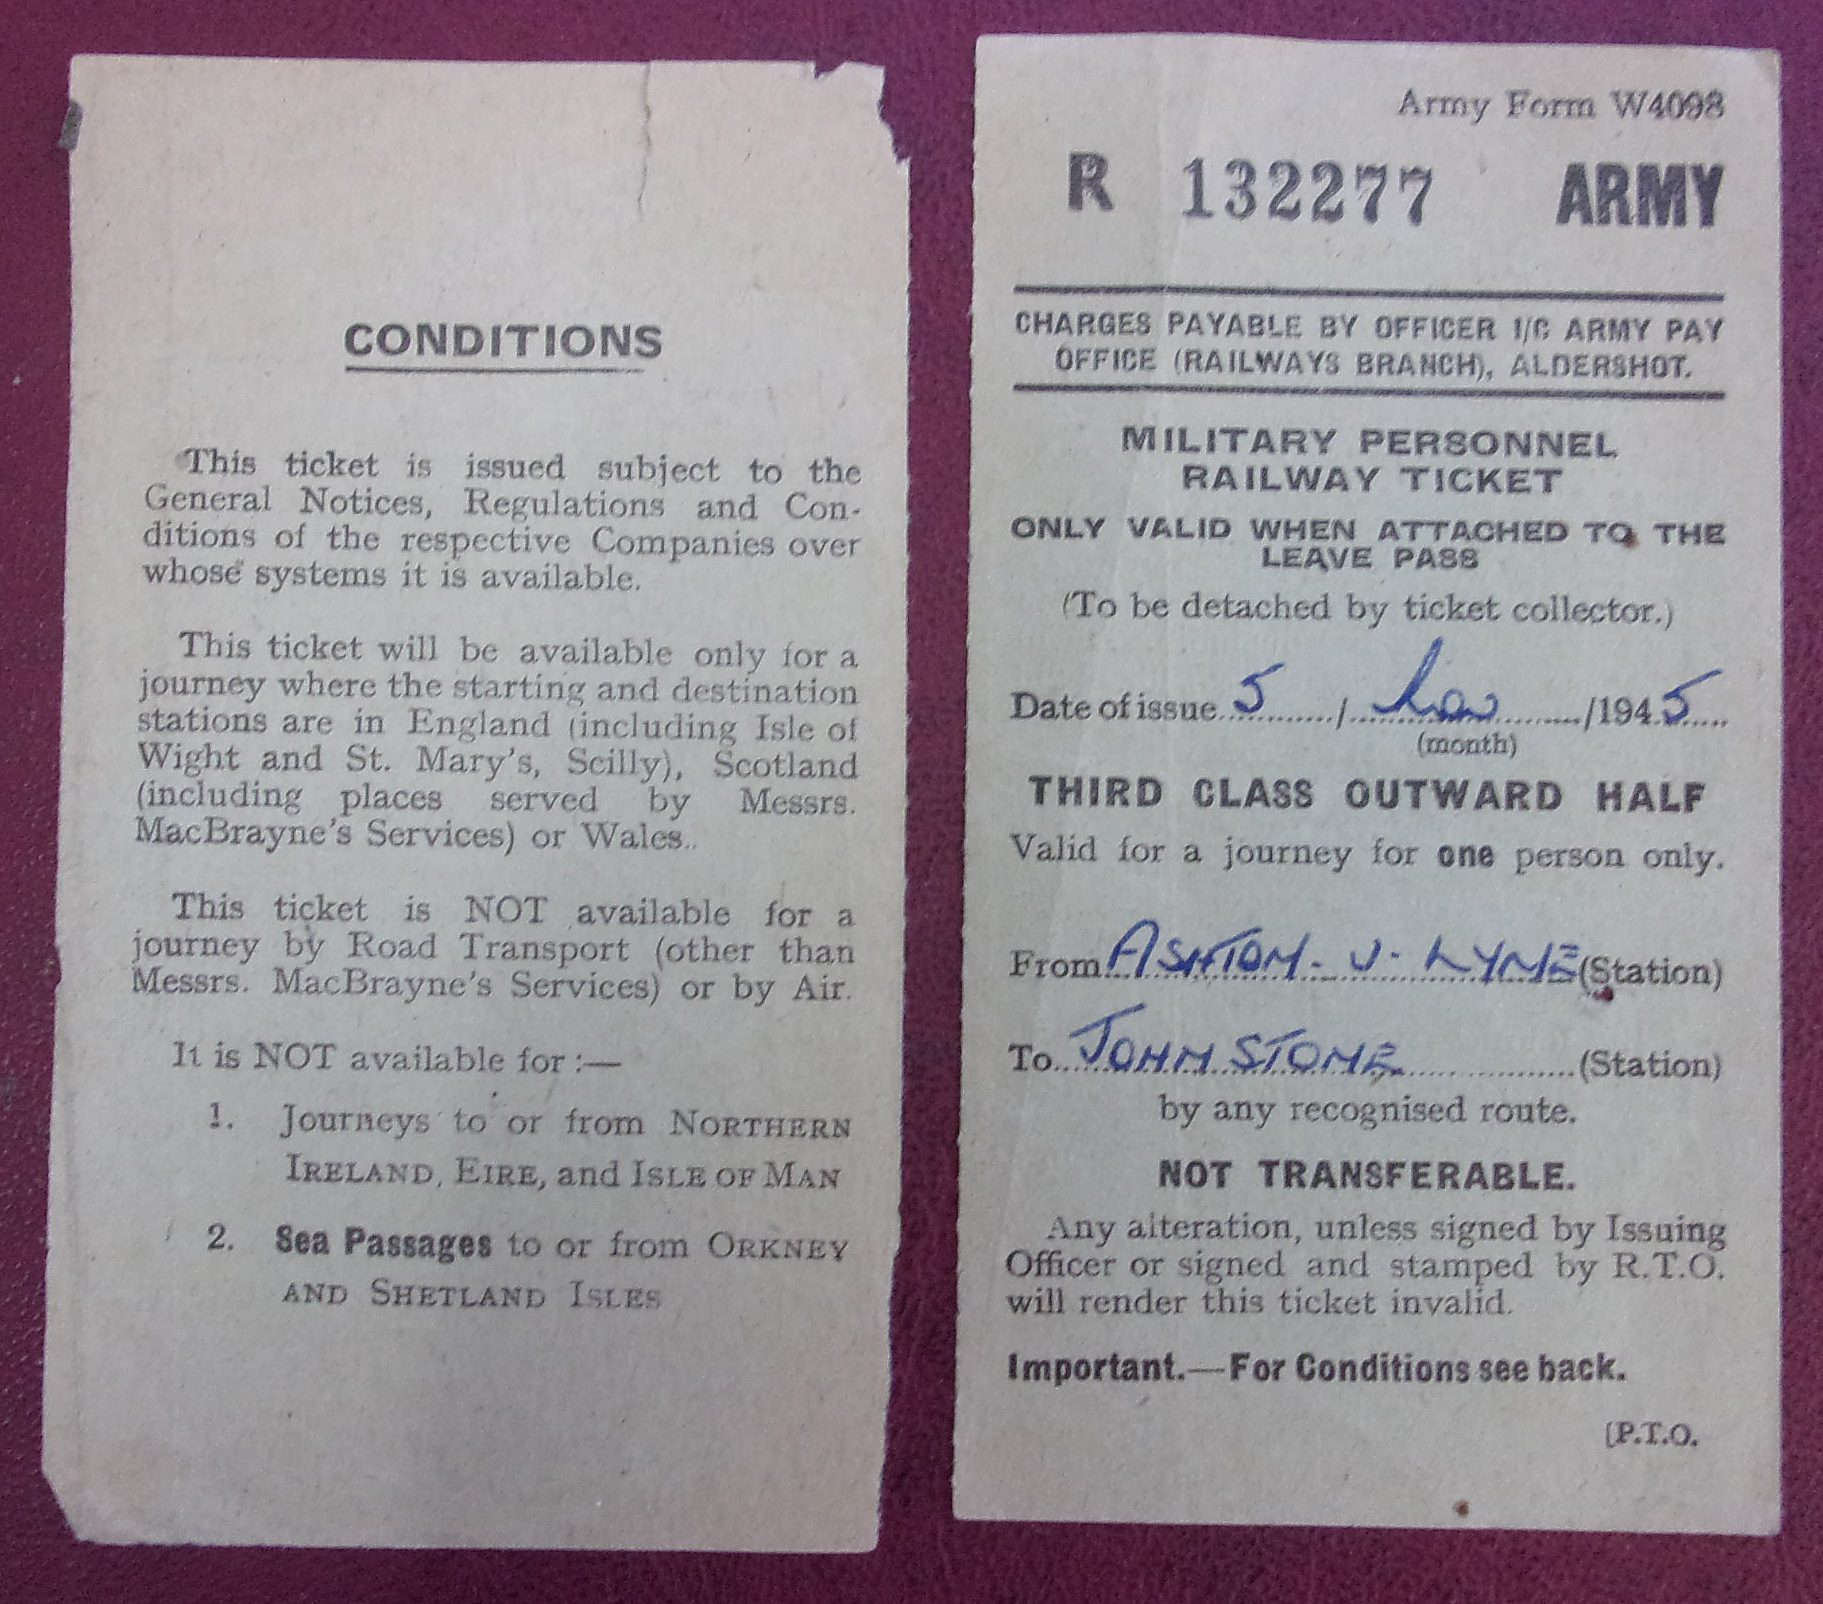 CONDITIONS
This ticket is issued subject to the
General Notices, Regulations and Con-
ditions of the respective Companies over
whose systems it is available.
This ticket will be available only for a
journey where the starting and destination
stations are in England (including Isle of
Wight and St. Mary's, Scilly), Scotland
(including places served by Messrs.
MacBrayne's Services) or Wales.
This ticket is NOT available for a
journey by Road Transport (other than
Messrs. MacBrayne's Services) or by Air.
It is NOT available for :—
1. Journeys to or from NORTHERN
IRELAND, EIRE, and ISLE OF MAN
2. Sea Passages to or from ORKNEY
AND SHETLAND ISLES
Army Form W4098
R 132277 ARMY
CHARGES PAYABLE BY OFFICER I/C ARMY PAY
OFFICE (RAILWAYS BRANCH), ALDERSHOT.
MILITARY PERSONNEL
RAILWAY TICKET
ONLY VALID WHEN ATTACHED TO THE
LEAVE PASS
(To be detached by ticket collector.)
Date of issue 5 / Nov /1945
(month)
THIRD CLASS OUTWARD HALF
Valid for a journey for one person only.
From ASHTON - U - LYNE (Station)
To JOHNSTONE (Station)
by any recognised route.
NOT TRANSFERABLE.
Any alteration, unless signed by Issuing
Officer or signed and stamped by R.T.O.
will render this ticket invalid.
Important.—For Conditions see back.
[P.T.O.